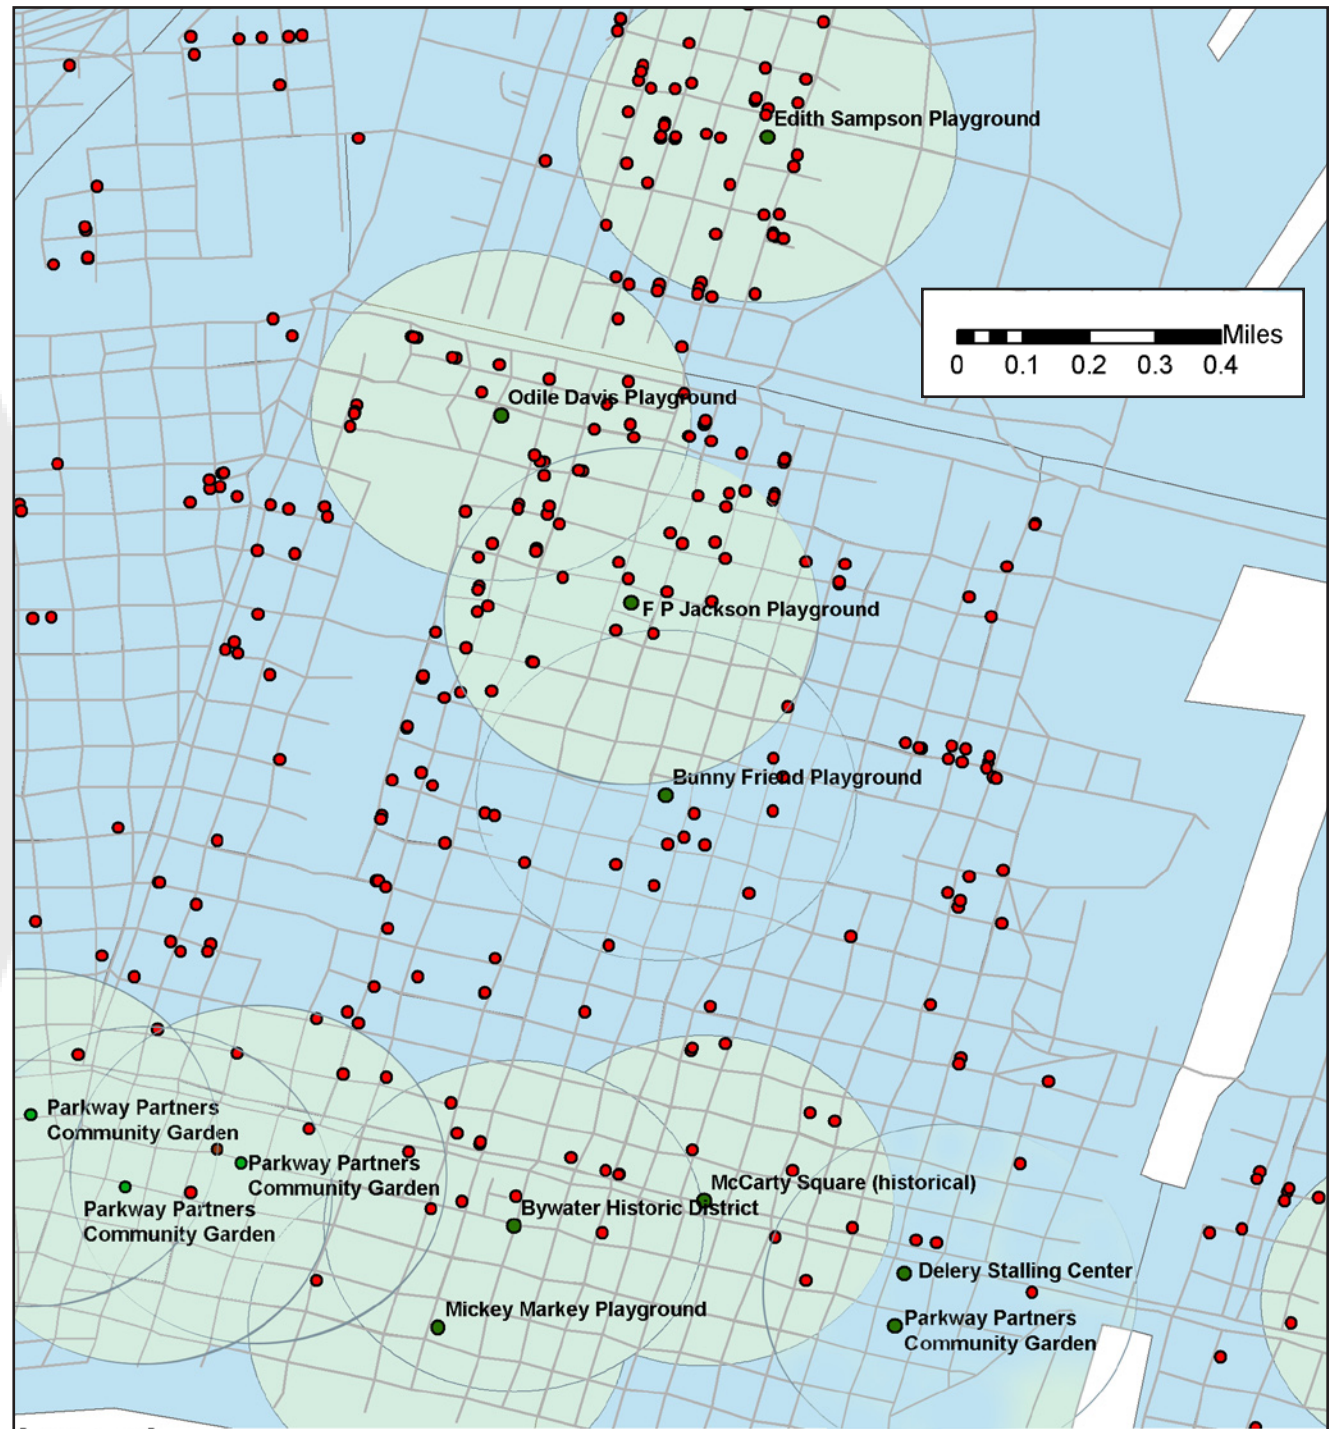 Edith Sampson Playground
Miles
0 0.1 0.2 0.3 0.4
Odile Davis Playground
F P Jackson Playground
Bunny Friend Playground
Parkway Partners
Community Garden
Parkway Partners
Community Garden
Parkway Partners
Community Garden
McCarty Square (historical)
Bywater Historic District
Delery Stalling Center
Mickey Markey Playground
Parkway Partners
Community Garden